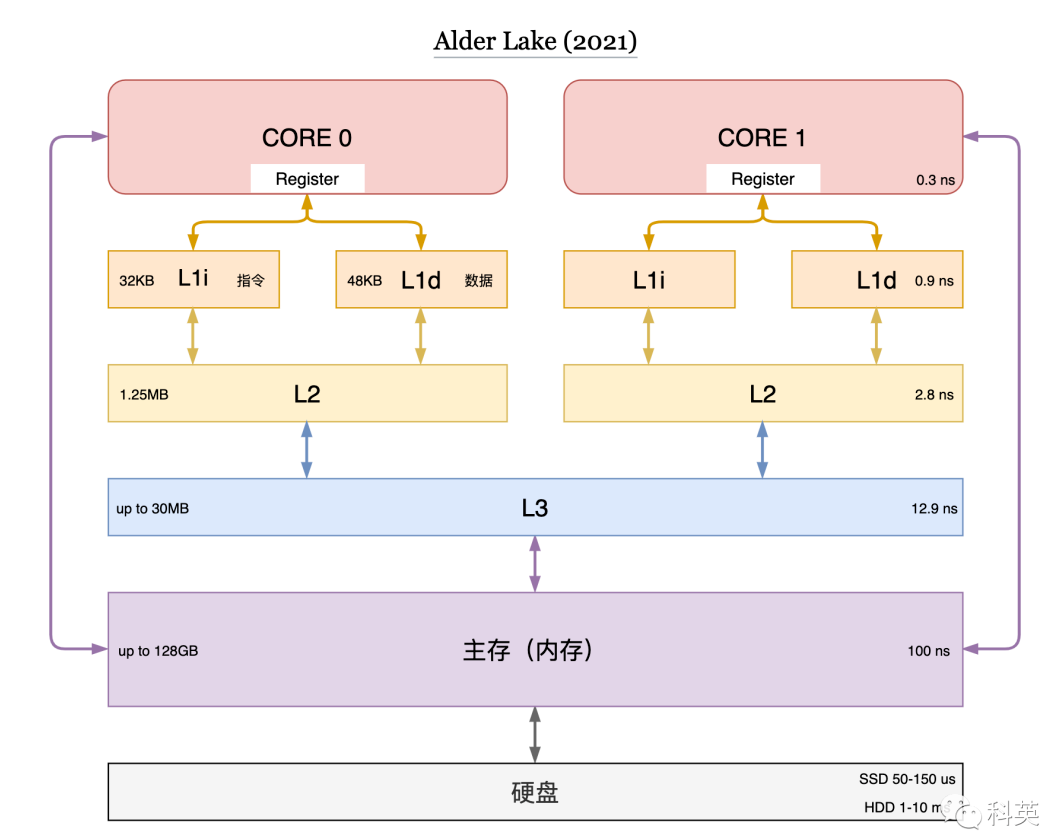 Alder Lake (2021)
CORE 0
CORE 1
Register
Register
0.3 ns
32KB L1i 指令
48KB L1d 数据
L1i
L1d 0.9 ns
1.25MB L2
L2 2.8 ns
up to 30MB L3 12.9 ns
up to 128GB 主存（内存） 100 ns
硬盘
SSD 50-150 us
HDD 1-10 ms
科英